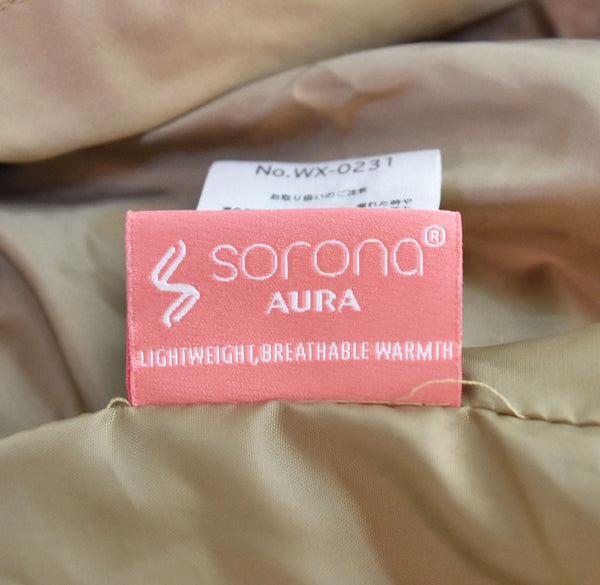 No.WX-0231
お取り扱いのご注意
sorona®
AURA
LIGHTWEIGHT,BREATHABLE WARMTH